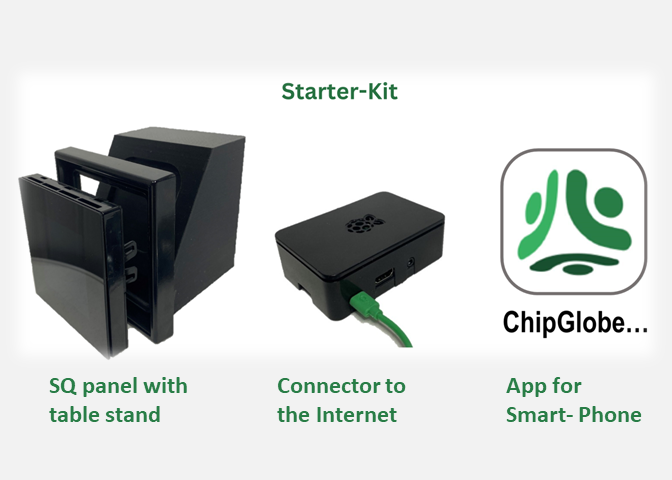 Starter-Kit
ChipGlobe...
SQ panel with
table stand
Connector to
the Internet
App for
Smart- Phone